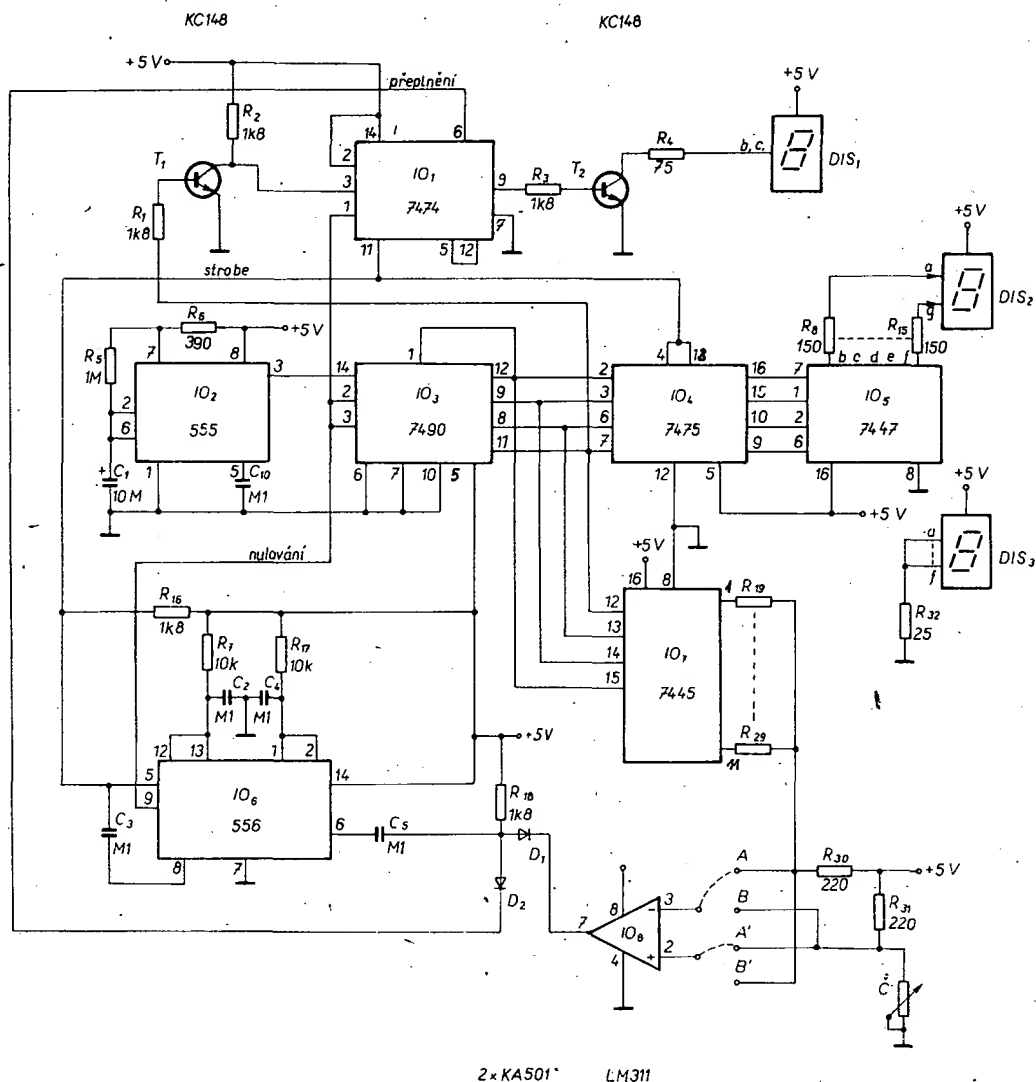 KC148 KC148
+5 V
přeplnění
+5 V
R2
1k8
14
6
T1
2
R4
75
b, c,
DIS1
3
IO1
9
R3
1k8
T2
1
7474
7
R1
1k8
11
5
12
+5 V
strobe
a
DIS2
R6
390
+5 V
g
R8
150
R15
150
7
8
1
4
13
b c d e f
R5
1M
3
14
12
2
16
7
2
IO2
2
IO3
9
3
15
1
IO4
IO5
6
555
3
7490
8
6
10
2
7475
7447
11
7
9
6
C1
10M
+
1
5
C10
M1
6
7
10
5
12
5
16
8
+5 V
+5 V
nulování
+5 V
a
f
DIS3
16
8
1
R19
R16
1k8
12
R32
25
13
R7
10k
R17
10k
14
IO7
15
7445
C2
M1
C4
M1
R29
11
12
13
1
2
+5V
5
14
R18
1k8
9
IO6
C3
M1
556
6
C5
M1
D1
8
7
D2
A
R30
220
+5 V
8
3
B
R31
220
7
IO8
-
+
2
A'
4
B'
Č
2xKA501 LM311